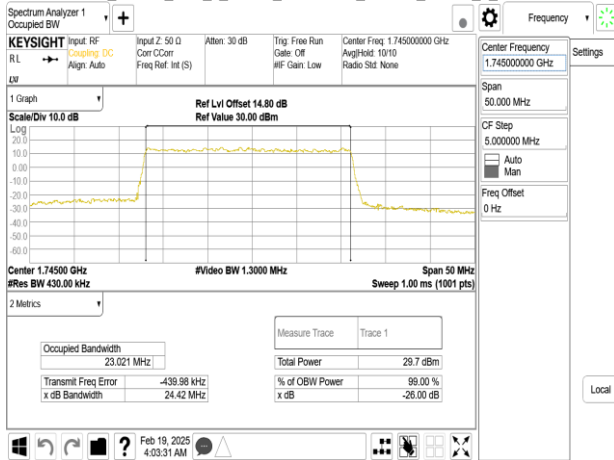 Spectrum Analyzer 1
Occupied BW
+
Frequency
KEYSIGHT
RL
LXI
Input: RF
Coupling: DC
Align: Auto
Input Z: 50 Ω
Corr CCorr
Freq Ref: Int (S)
Atten: 30 dB
Trig: Free Run
Gate: Off
#IF Gain: Low
Center Freq: 1.745000000 GHz
Avg|Hold: 10/10
Radio Std: None
Center Frequency
1.745000000 GHz
Settings
Span
50.000 MHz
CF Step
5.000000 MHz
Auto
Man
Freq Offset
0 Hz
Local
1 Graph
Scale/Div 10.0 dB
Ref Lvl Offset 14.80 dB
Ref Value 30.00 dBm
Log
20.0
10.0
0.00
-10.0
-20.0
-30.0
-40.0
-50.0
-60.0
Center 1.74500 GHz
#Res BW 430.00 kHz
#Video BW 1.3000 MHz
Span 50 MHz
Sweep 1.00 ms (1001 pts)
2 Metrics
Measure Trace
Trace 1
Occupied Bandwidth
23.021 MHz
Total Power
29.7 dBm
Transmit Freq Error
-439.98 kHz
% of OBW Power
99.00 %
x dB Bandwidth
24.42 MHz
x dB
-26.00 dB
?
Feb 19, 2025
4:03:31 AM